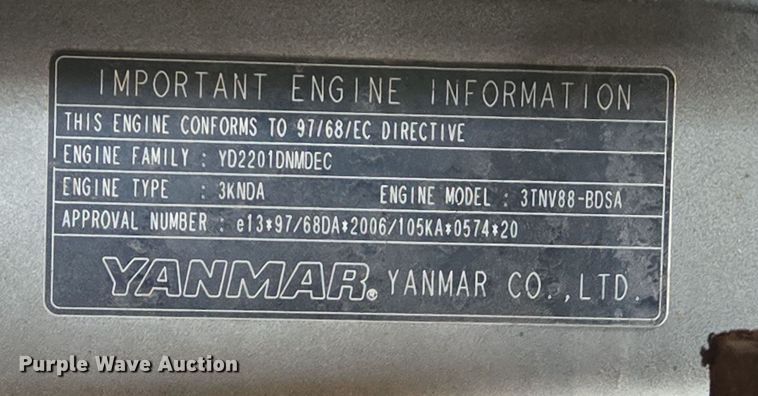 IMPORTANT ENGINE INFORMATION
THIS ENGINE CONFORMS TO 97/68/EC DIRECTIVE
ENGINE FAMILY : YD2201DNMDEC
ENGINE TYPE : 3KNDA ENGINE MODEL : 3TNV88-BDSA
APPROVAL NUMBER : e13*97/68DA*2006/105KA*0574*20
YANMAR® YANMAR CO.,LTD.
Purple Wave Auction